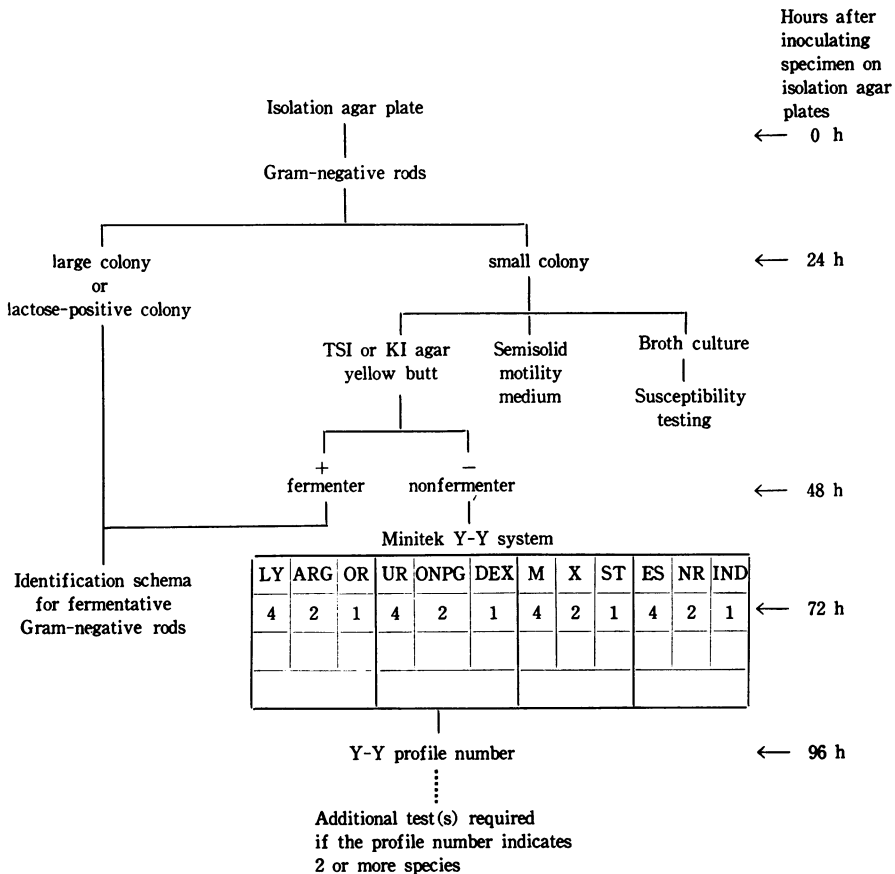 Hours after
inoculating
specimen on
isolation agar
plates
Isolation agar plate
← 0 h
Gram-negative rods
large colony
or
lactose-positive colony
small colony
← 24 h
TSI or KI agar
yellow butt
Semisolid
motility
medium
Broth culture
Susceptibility
testing
+
fermenter
−
nonfermenter
← 48 h
Minitek Y-Y system
LY ARG OR UR ONPG DEX M X ST ES NR IND
4 2 1 4 2 1 4 2 1 4 2 1
← 72 h
Identification schema
for fermentative
Gram-negative rods
Y-Y profile number
← 96 h
Additional test(s) required
if the profile number indicates
2 or more species